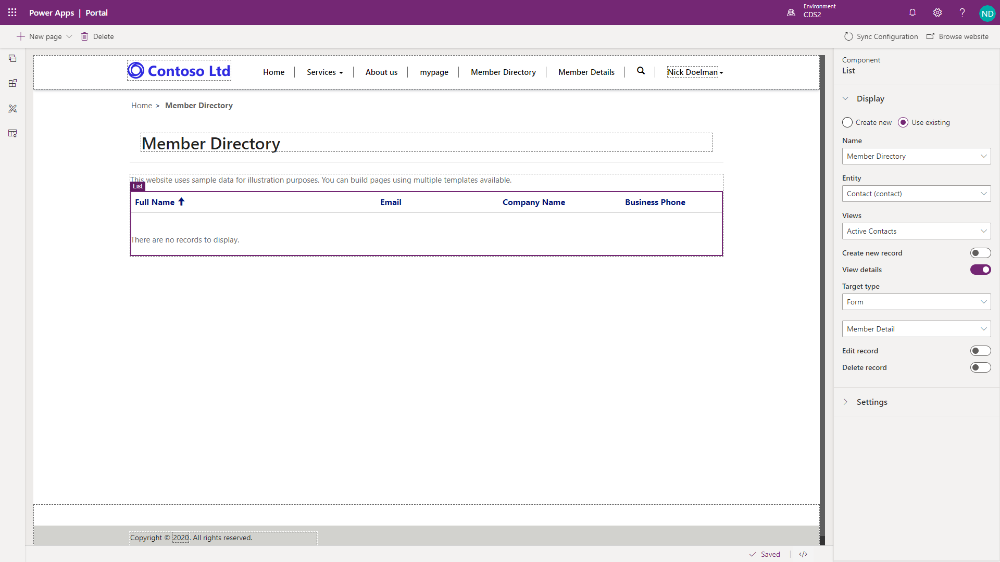 Power Apps | Portal
Environment
CDS2
ND
New page
Delete
Sync Configuration
Browse website
Contoso Ltd
Home
Services
About us
mypage
Member Directory
Member Details
Nick Doelman
Home > Member Directory
Member Directory
This website uses sample data for illustration purposes. You can build pages using multiple templates available.
List
Full Name
Email
Company Name
Business Phone
There are no records to display.
Copyright © 2020. All rights reserved.
Saved
</>
Component
List
Display
Create new
Use existing
Name
Member Directory
Entity
Contact (contact)
Views
Active Contacts
Create new record
View details
Target type
Form
Member Detail
Edit record
Delete record
Settings